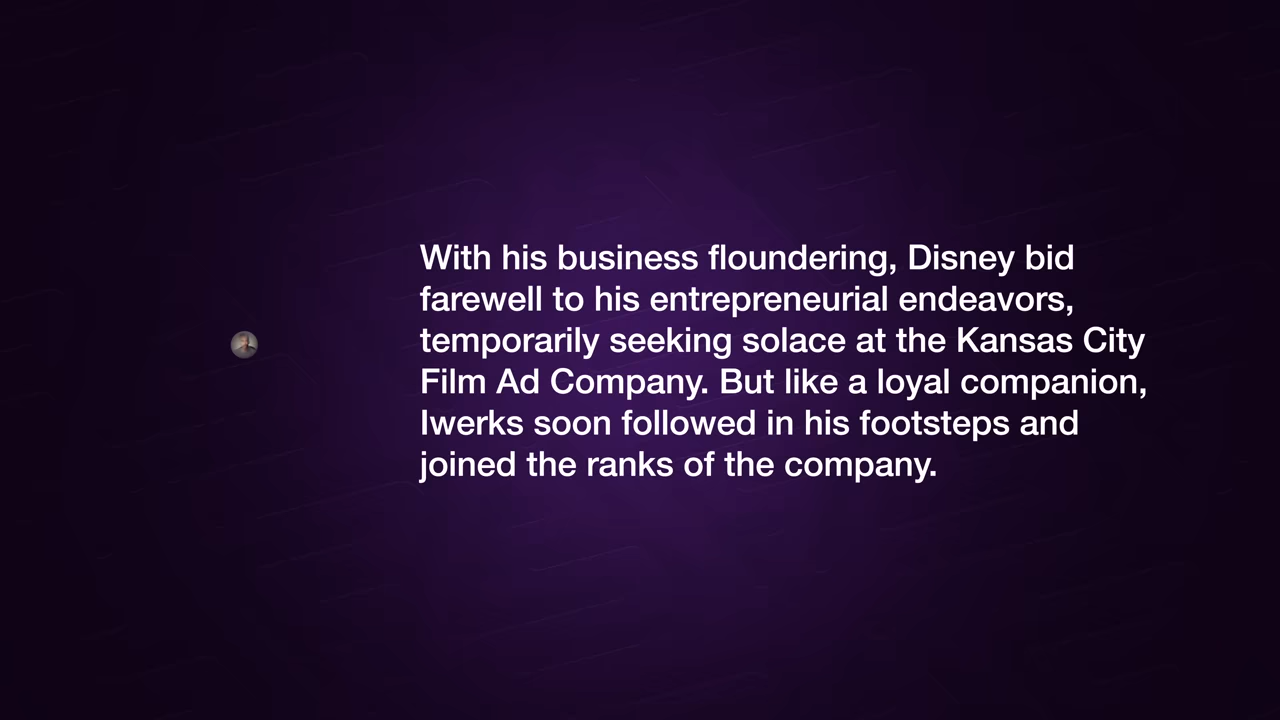 With his business floundering, Disney bid
farewell to his entrepreneurial endeavors,
temporarily seeking solace at the Kansas City
Film Ad Company. But like a loyal companion,
Iwerks soon followed in his footsteps and
joined the ranks of the company.